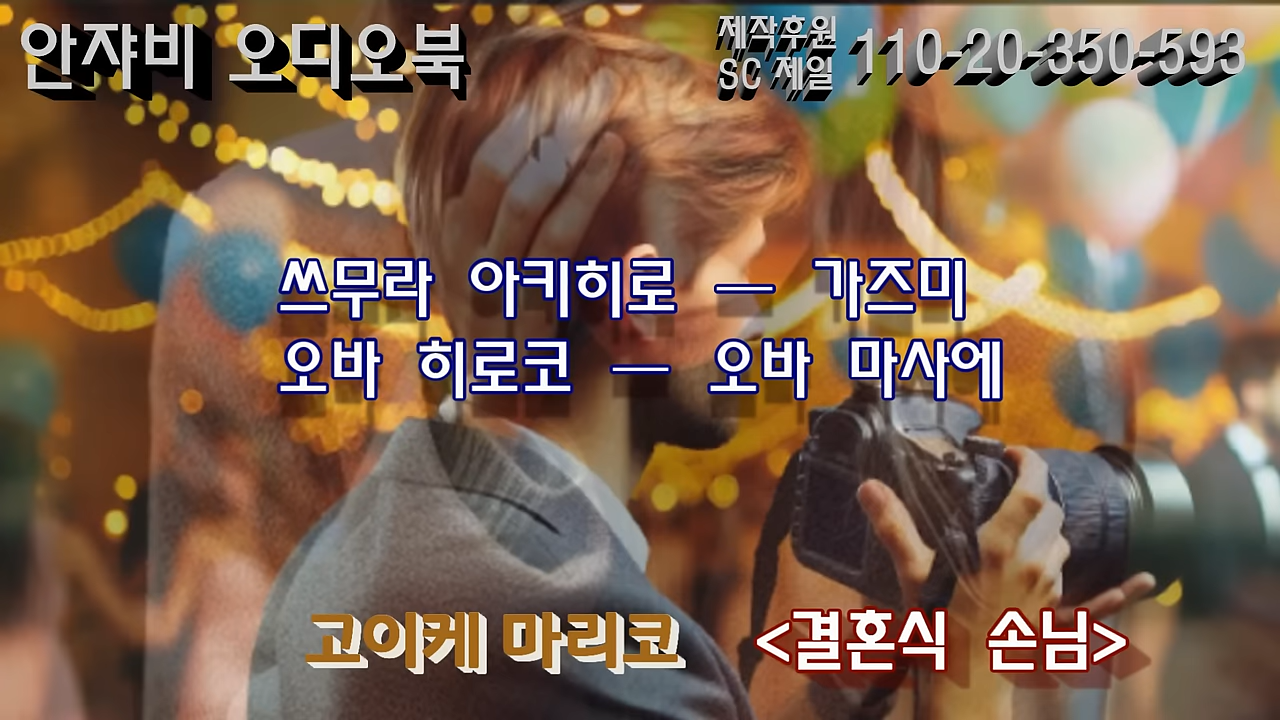 안쟈비 오디오북
제작후원
SC 제일
110-20-350-593
쓰무라 아키히로 — 가즈미
오바 히로코 — 오바 마사에
고이케 마리코 <결혼식 손님>